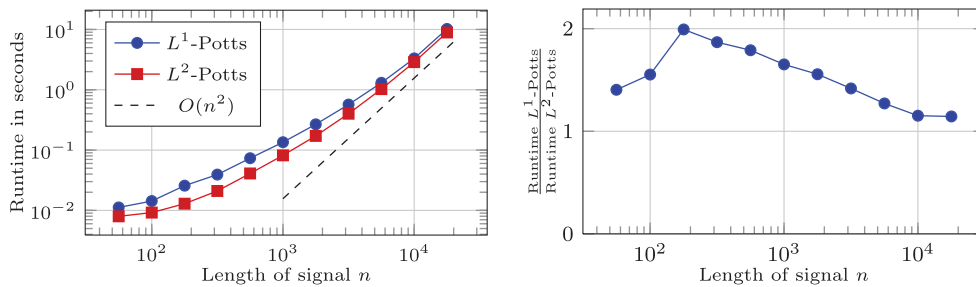 10^1
10^0
10^{-1}
10^{-2}
Runtime in seconds
L^1-Potts
L^2-Potts
O(n^2)
10^2
10^3
10^4
Length of signal n
2
1
0
Runtime L^1-Potts
Runtime L^2-Potts
10^2
10^3
10^4
Length of signal n